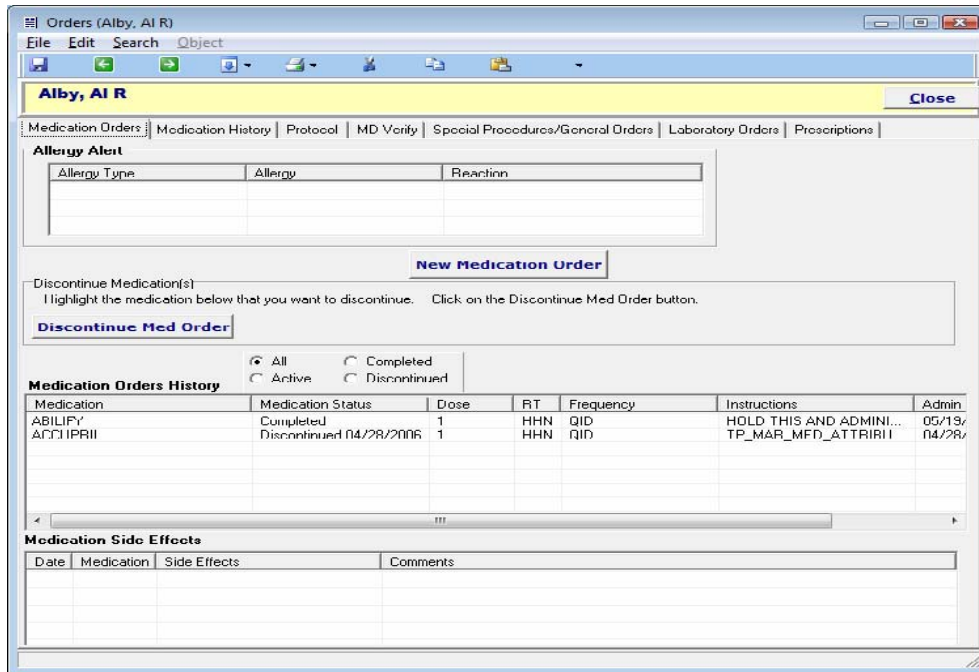 Orders (Alby, Al R)
File Edit Search Object
Alby, Al R
Close
Medication Orders Medication History Protocol MD Verify Special Procedures/General Orders Laboratory Orders Prescriptions
Allergy Alert
Allergy Type Allergy Reaction
New Medication Order
Discontinue Medication(s)
Highlight the medication below that you want to discontinue. Click on the Discontinue Med Order button.
Discontinue Med Order
All Completed
Active Discontinued
Medication Orders History
Medication Medication Status Dose RT Frequency Instructions Admin
ABILIFY Completed 1 HHN QID HOLD THIS AND ADMINI... 05/19/
ACCUPRIL Discontinued 04/28/2006 1 HHN QID TP_MAR_MED_ATTRIBU... 04/28/
Medication Side Effects
Date Medication Side Effects Comments